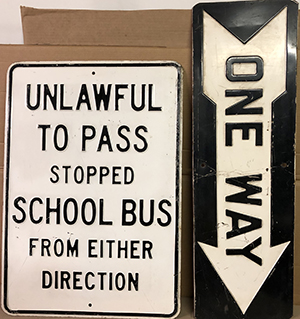 UNLAWFUL
TO PASS
STOPPED
SCHOOL BUS
FROM EITHER
DIRECTION
ONE WAY